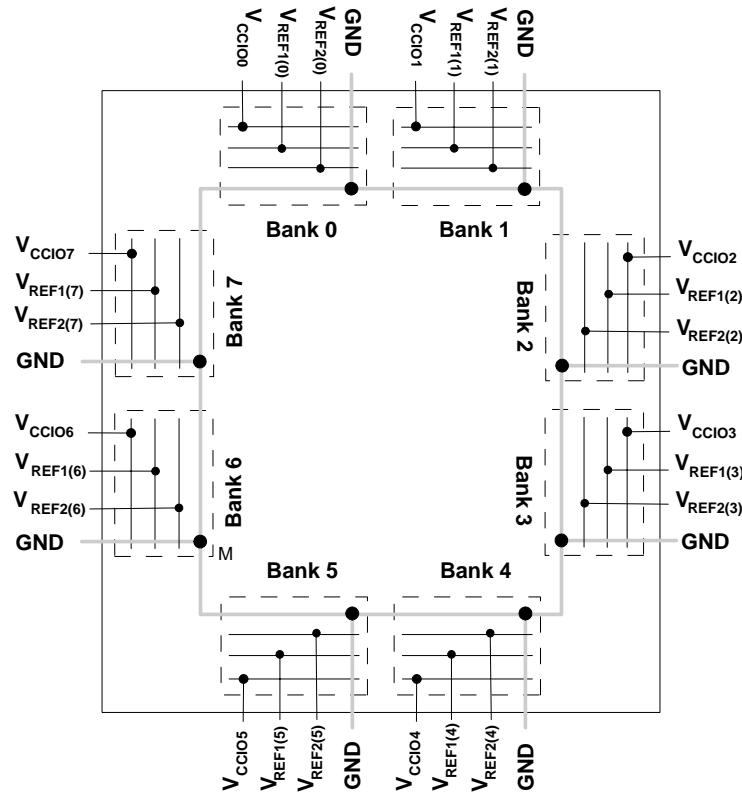 VCCIO0
VREF1(0)
VREF2(0)
GND
VCCIO1
VREF1(1)
VREF2(1)
GND
Bank 0
Bank 1
VCCIO7
VREF1(7)
VREF2(7)
GND
Bank 7
Bank 2
VCCIO2
VREF1(2)
VREF2(2)
GND
VCCIO6
VREF1(6)
VREF2(6)
GND
Bank 6
M
Bank 3
VCCIO3
VREF1(3)
VREF2(3)
GND
Bank 5
Bank 4
VCCIO5
VREF1(5)
VREF2(5)
GND
VCCIO4
VREF1(4)
VREF2(4)
GND